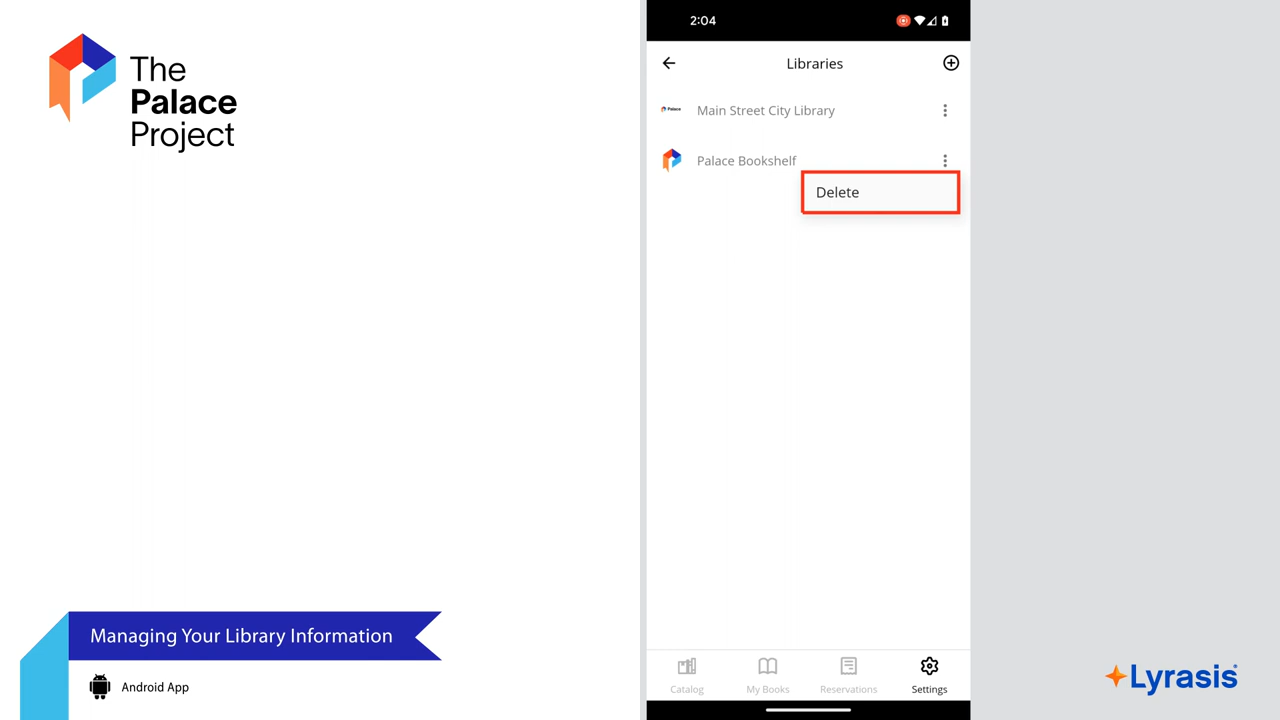 The
Palace
Project
2:04
Libraries
Palace
Main Street City Library
Palace Bookshelf
Delete
Managing Your Library Information
Android App
Catalog
My Books
Reservations
Settings
Lyrasis